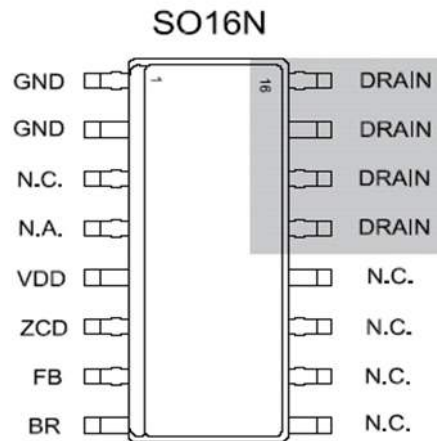 SO16N
GND 1 16 DRAIN
GND DRAIN
N.C. DRAIN
N.A. DRAIN
VDD N.C.
ZCD N.C.
FB N.C.
BR N.C.